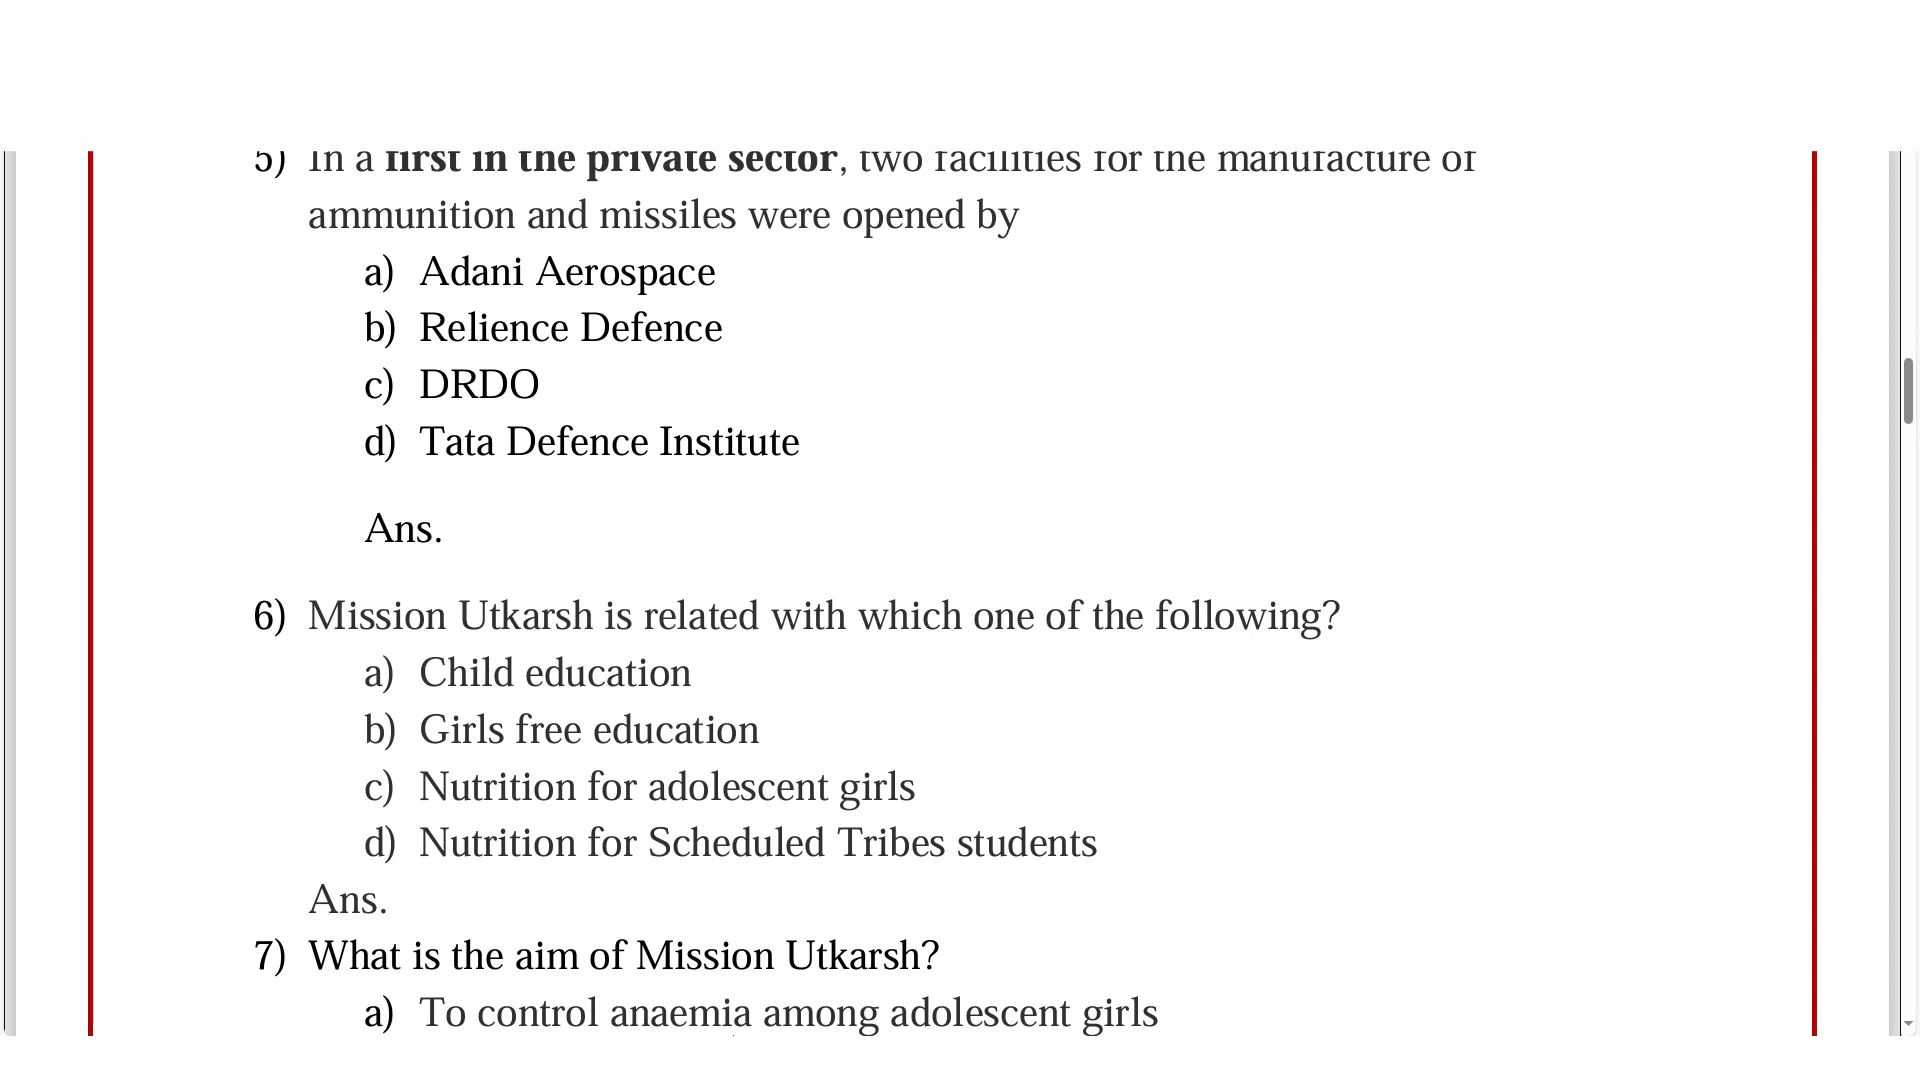 5) In a first in the private sector, two facilities for the manufacture of
ammunition and missiles were opened by
a) Adani Aerospace
b) Relience Defence
c) DRDO
d) Tata Defence Institute
Ans.
6) Mission Utkarsh is related with which one of the following?
a) Child education
b) Girls free education
c) Nutrition for adolescent girls
d) Nutrition for Scheduled Tribes students
Ans.
7) What is the aim of Mission Utkarsh?
a) To control anaemia among adolescent girls